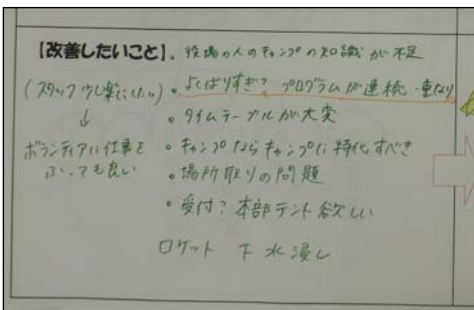 【改善したいこと】・役場の人のキャンプの知識が不足
(スタッフ少し楽にしたい)
↓
ボランティアに仕事を
ふっても良い
・よくばりすぎ? プログラムが連続・重なり
・タイムテーブルが大変
・キャンプならキャンプに特化すべき
・場所取りの問題
・受付? 本部テント欲しい
ロケット 下 水浸し